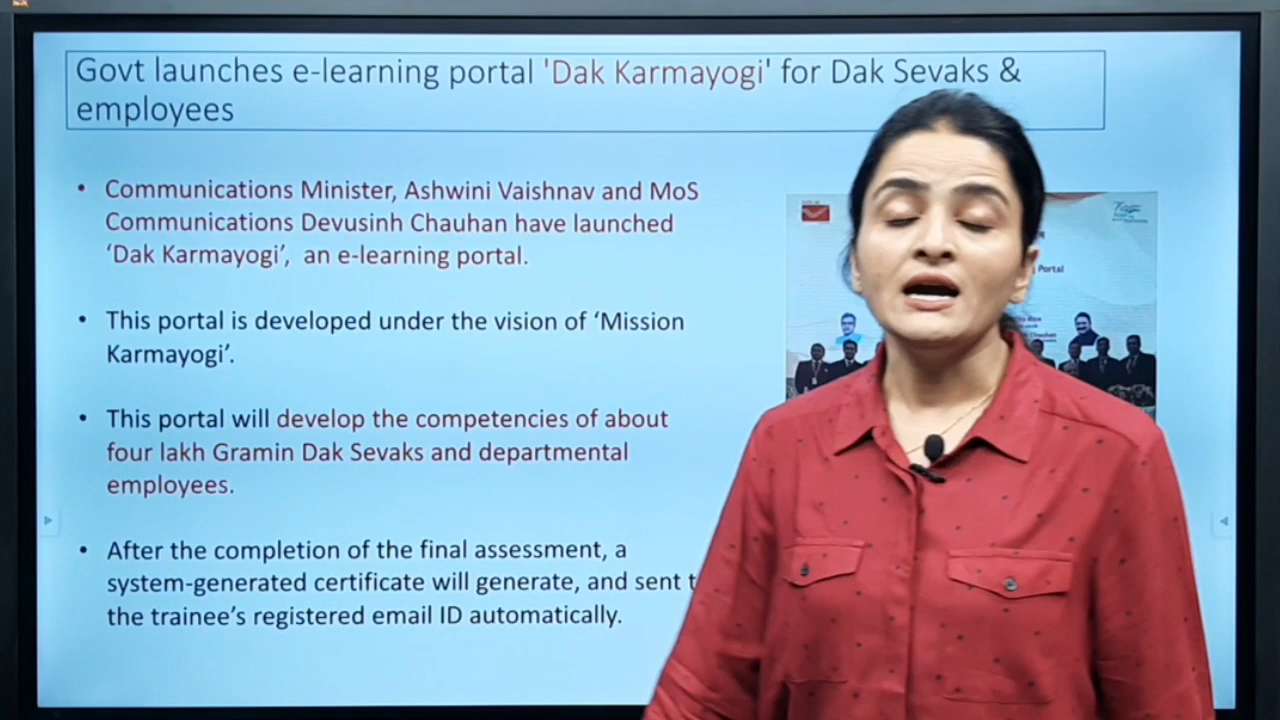 Govt launches e-learning portal 'Dak Karmayogi' for Dak Sevaks &
employees
• Communications Minister, Ashwini Vaishnav and MoS
Communications Devusinh Chauhan have launched
‘Dak Karmayogi’, an e-learning portal.
• This portal is developed under the vision of ‘Mission
Karmayogi’.
• This portal will develop the competencies of about
four lakh Gramin Dak Sevaks and departmental
employees.
• After the completion of the final assessment, a
system-generated certificate will generate, and sent t
the trainee’s registered email ID automatically.
Portal